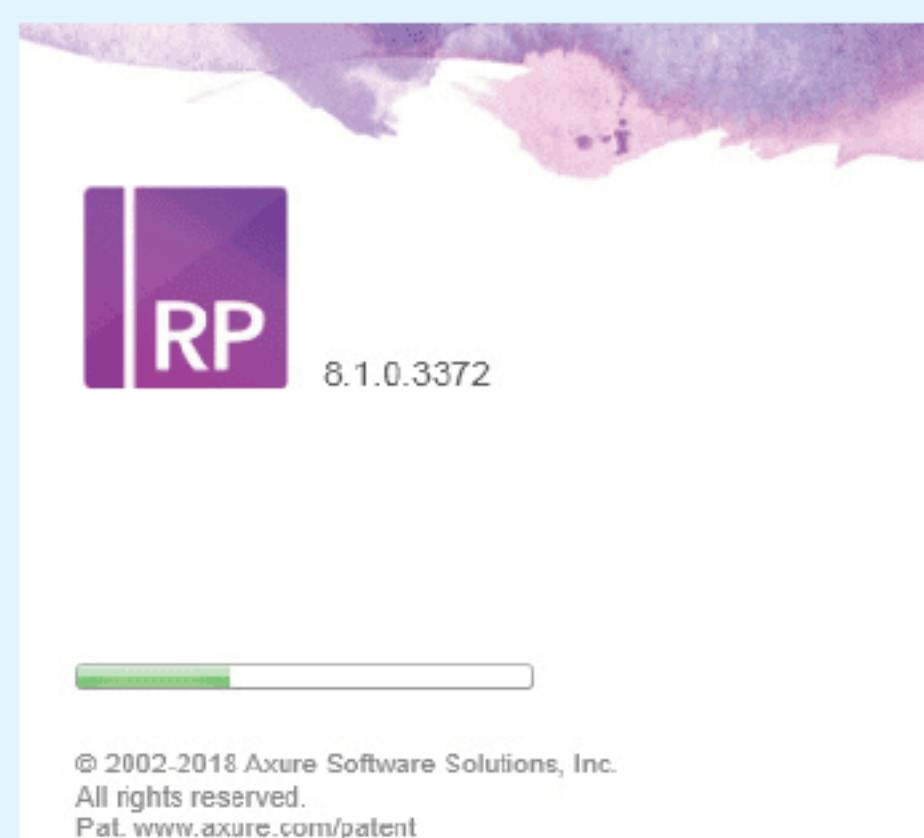 RP
8.1.0.3372
© 2002-2018 Axure Software Solutions, Inc.
All rights reserved.
Pat. www.axure.com/patent